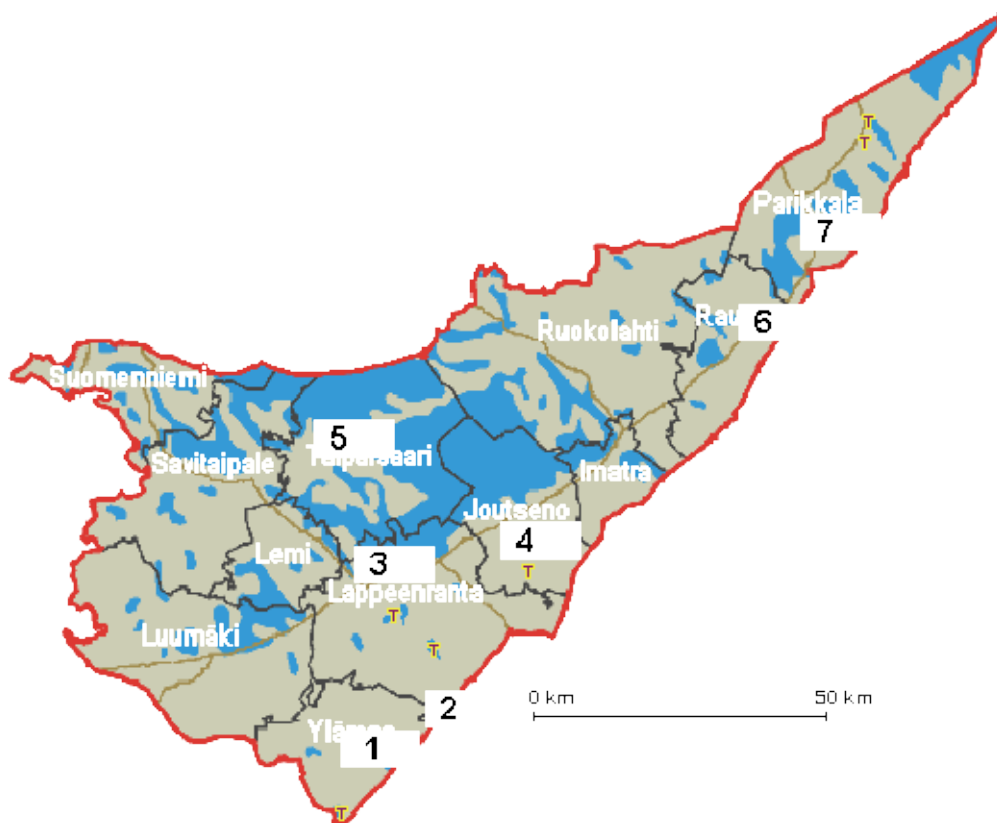 T
T
Parikkala
7
Ruokolahti
6
Suomenniemi
5
Savitaipale
Imatra
Joutseno
4
Lemi
3
Lappeenranta
T
T
Luumäki
T
2
0 km 50 km
1
T